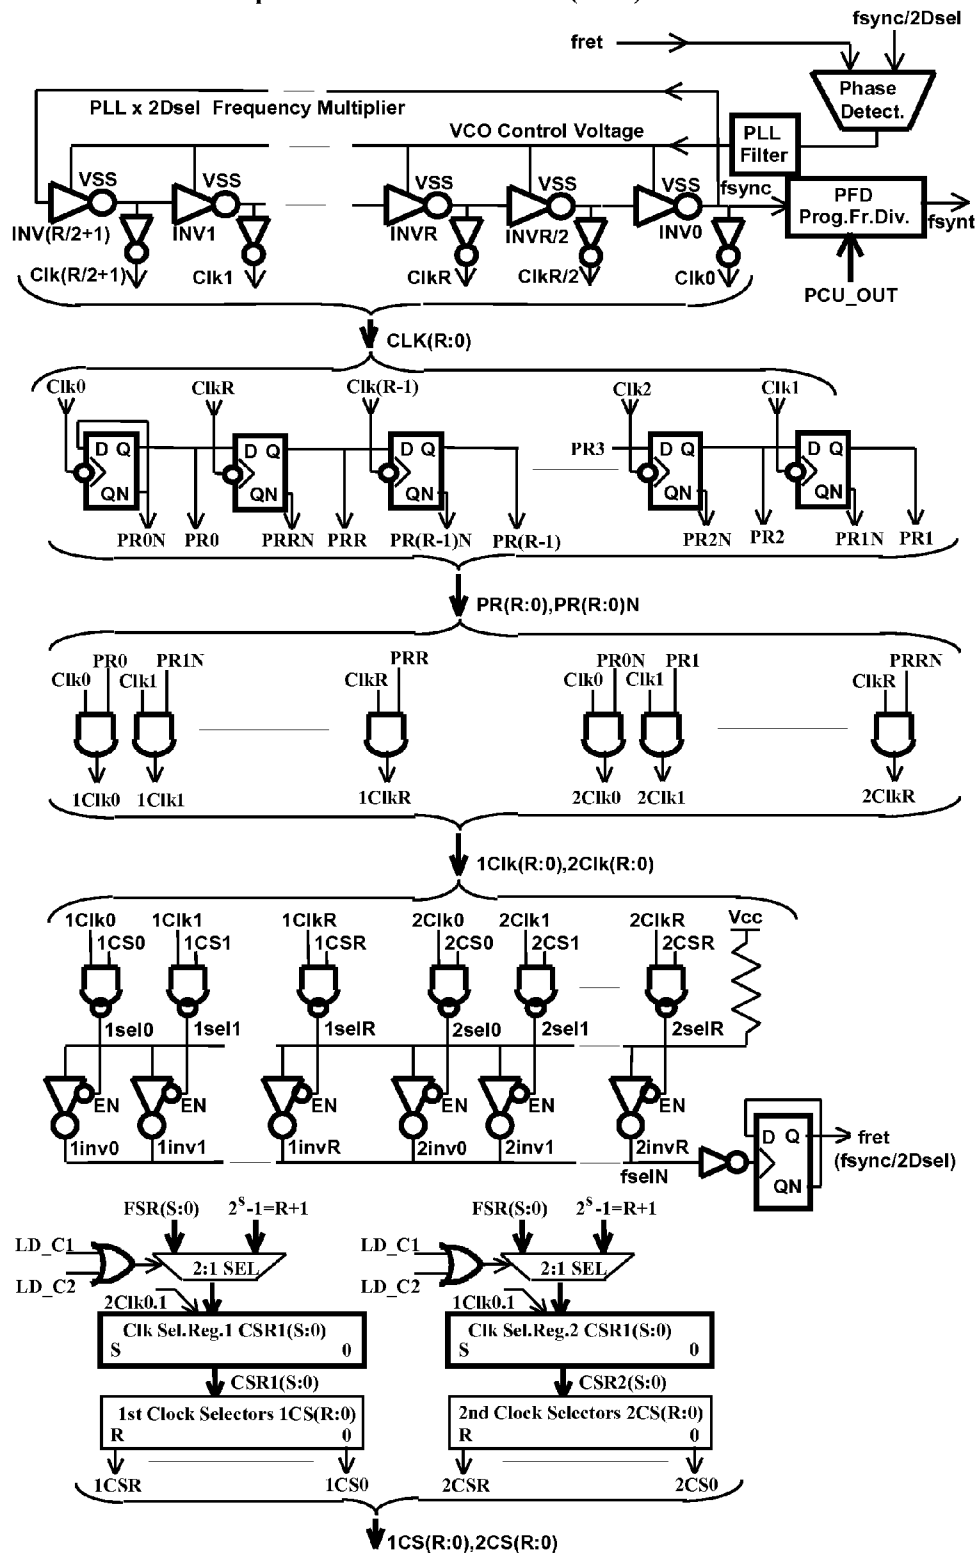 fsync/2Dsel
fret
Phase
Detect.
PLL x 2Dsel Frequency Multiplier
VCO Control Voltage
PLL
Filter
VSS VSS VSS VSS VSS
fsync
PFD
Prog.Fr.Div.
fsynt
INV(R/2+1) INV1 INVR INVR/2 INV0
Clk(R/2+1) Clk1 ClkR ClkR/2 Clk0
PCU_OUT
CLK(R:0)
Clk0 ClkR Clk(R-1) Clk2 Clk1
D Q D Q D Q PR3 D Q D Q
QN QN QN QN QN
PR0N PR0 PRRN PRR PR(R-1)N PR(R-1) PR2N PR2 PR1N PR1
PR(R:0),PR(R:0)N
PR0 PR1N PRR PR0N PR1 PRRN
Clk0 Clk1 ClkR Clk0 Clk1 ClkR
1Clk0 1Clk1 1ClkR 2Clk0 2Clk1 2ClkR
1Clk(R:0),2Clk(R:0)
1Clk0 1Clk1 1ClkR 2Clk0 2Clk1 2ClkR Vcc
1CS0 1CS1 1CSR 2CS0 2CS1 2CSR
1sel0 1sel1 1selR 2sel0 2sel1 2selR
EN EN EN EN EN EN
1inv0 1inv1 1invR 2inv0 2inv1 2invR
fselN
D Q
QN
fret
(fsync/2Dsel)
FSR(S:0) 2^S-1=R+1 FSR(S:0) 2^S-1=R+1
LD_C1 LD_C1
2:1 SEL 2:1 SEL
LD_C2 LD_C2
2Clk0.1 1Clk0.1
Clk Sel.Reg.1 CSR1(S:0) Clk Sel.Reg.2 CSR1(S:0)
S 0 S 0
CSR1(S:0) CSR2(S:0)
1st Clock Selectors 1CS(R:0) 2nd Clock Selectors 2CS(R:0)
R 0 R 0
1CSR 1CS0 2CSR 2CS0
1CS(R:0),2CS(R:0)